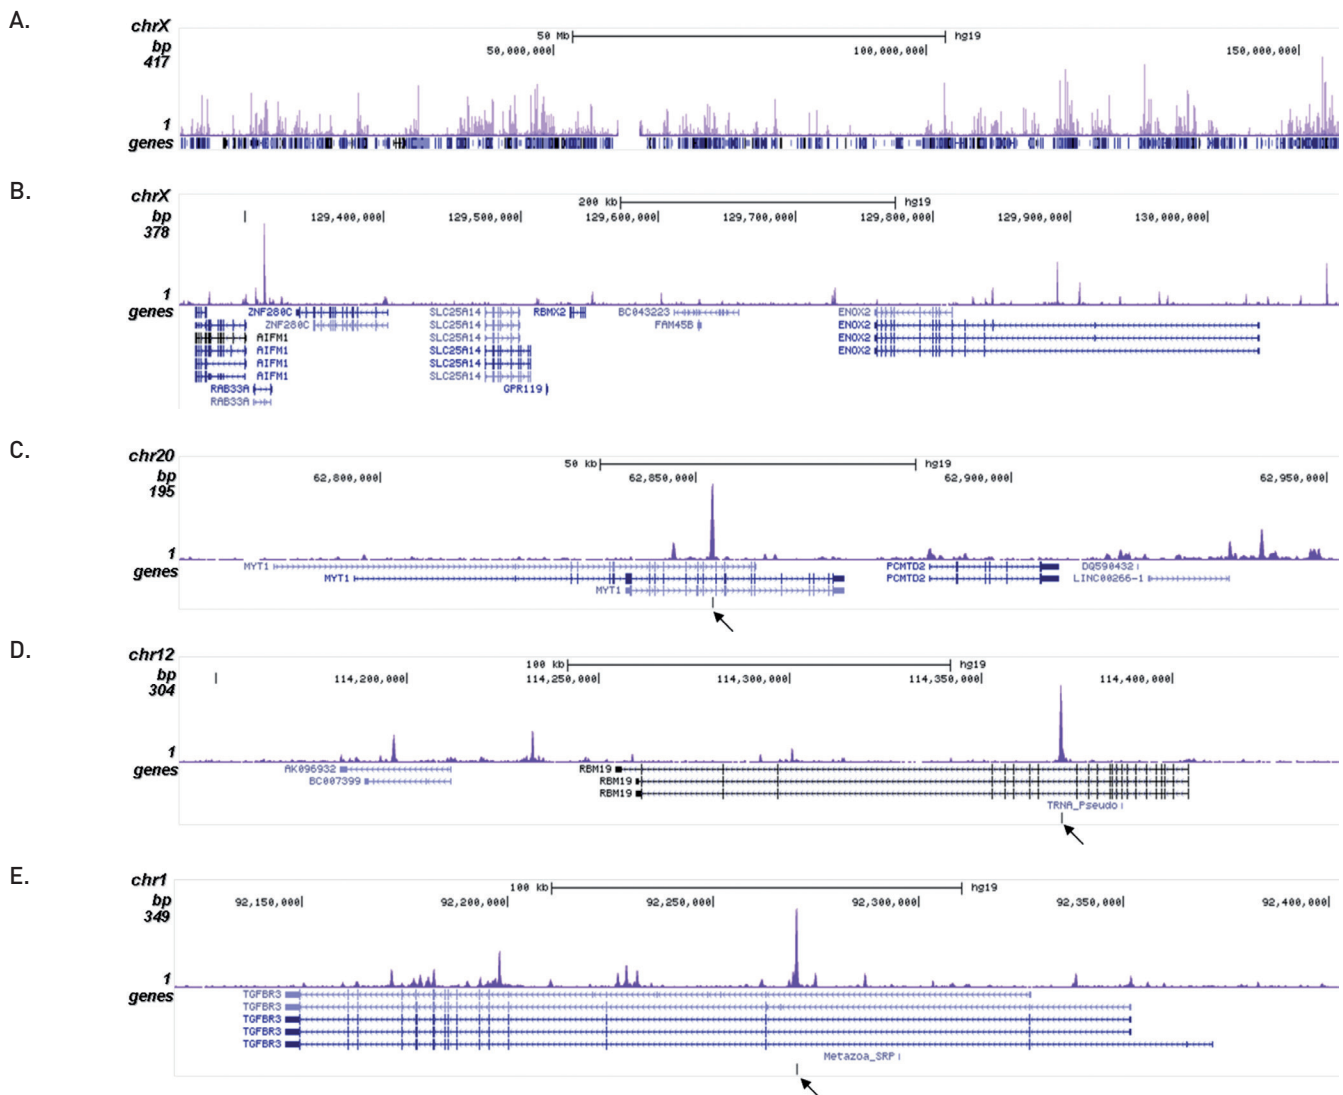 A.
chrX
50 Mb hg19
bp 50,000,000 100,000,000 150,000,000
417
1
genes
B.
chrX
200 kb hg19
bp 129,400,000 129,500,000 129,600,000 129,700,000 129,800,000 129,900,000 130,000,000
378
1
genes
ZNF280C SLC25A14 RBMX2 BC043223 ENOX2
ZNF280C SLC25A14 FAM45B ENOX2
AIFM1 SLC25A14 ENOX2
AIFM1 SLC25A14 ENOX2
AIFM1 SLC25A14
AIFM1 SLC25A14
RAB33A GPR119
RAB33A
C.
chr20
50 kb hg19
bp 62,800,000 62,850,000 62,900,000 62,950,000
195
1
genes
MYT1 PCMTD2 DQ590432
MYT1 PCMTD2 LINC00266-1
MYT1
D.
chr12
100 kb hg19
bp 114,200,000 114,250,000 114,300,000 114,350,000 114,400,000
304
1
genes
AK096932 RBM19
BC007399 RBM19
RBM19
TRNA_Pseudo
E.
chr1
100 kb hg19
bp 92,150,000 92,200,000 92,250,000 92,300,000 92,350,000 92,400,000
349
1
genes
TGFBR3
TGFBR3
TGFBR3
TGFBR3
TGFBR3
Metazoa_SRP